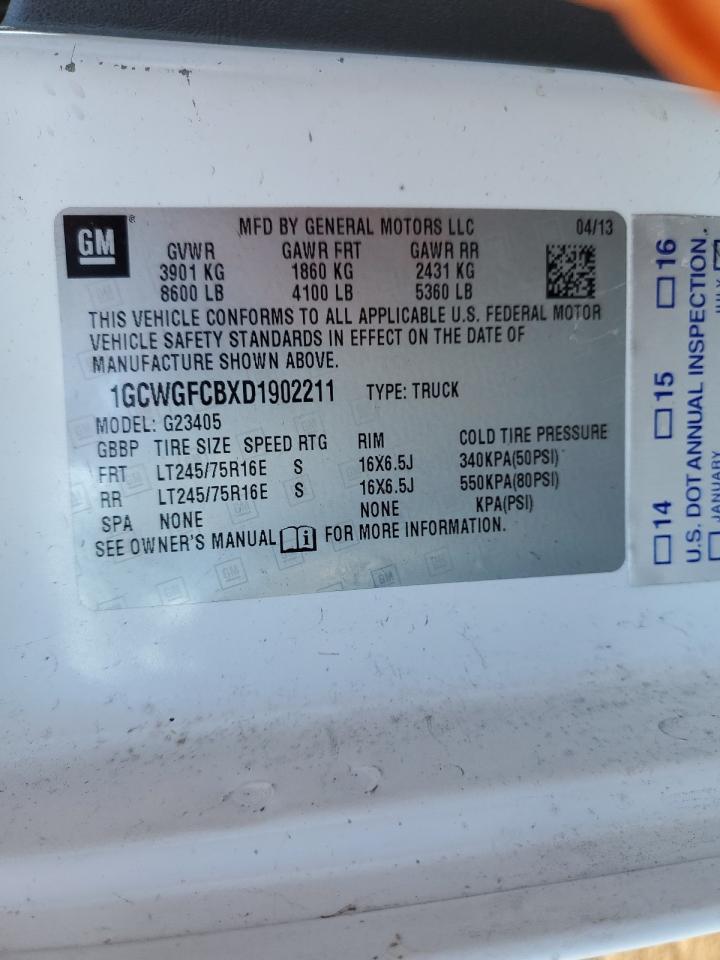 GM ® MFD BY GENERAL MOTORS LLC 04/13
GVWR GAWR FRT GAWR RR
3901 KG 1860 KG 2431 KG
8600 LB 4100 LB 5360 LB
THIS VEHICLE CONFORMS TO ALL APPLICABLE U.S. FEDERAL MOTOR
VEHICLE SAFETY STANDARDS IN EFFECT ON THE DATE OF
MANUFACTURE SHOWN ABOVE.
1GCWGFCBXD1902211 TYPE: TRUCK
MODEL: G23405
GBBP TIRE SIZE SPEED RTG RIM COLD TIRE PRESSURE
FRT LT245/75R16E S 16X6.5J 340KPA(50PSI)
RR LT245/75R16E S 16X6.5J 550KPA(80PSI)
SPA NONE NONE KPA(PSI)
SEE OWNER'S MANUAL FOR MORE INFORMATION.
14 15 16
U.S. DOT ANNUAL INSPECTION.
JANUARY